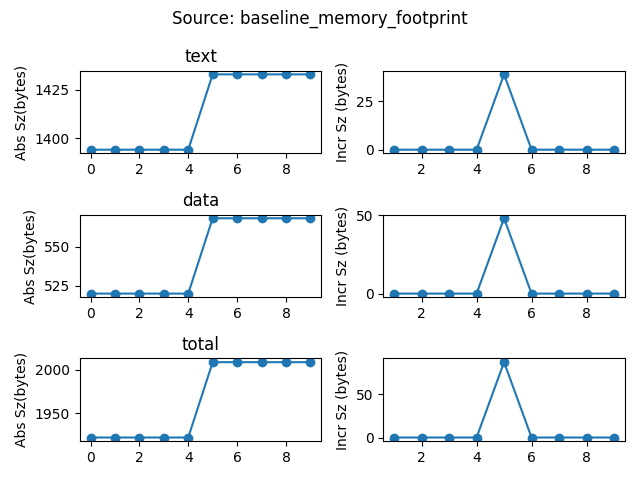 Source: baseline_memory_footprint
text
Abs Sz(bytes)
1425
1400
0 2 4 6 8
Incr Sz (bytes)
25
0
2 4 6 8
data
Abs Sz(bytes)
550
525
0 2 4 6 8
Incr Sz (bytes)
50
0
2 4 6 8
total
Abs Sz(bytes)
2000
1950
0 2 4 6 8
Incr Sz (bytes)
50
0
2 4 6 8